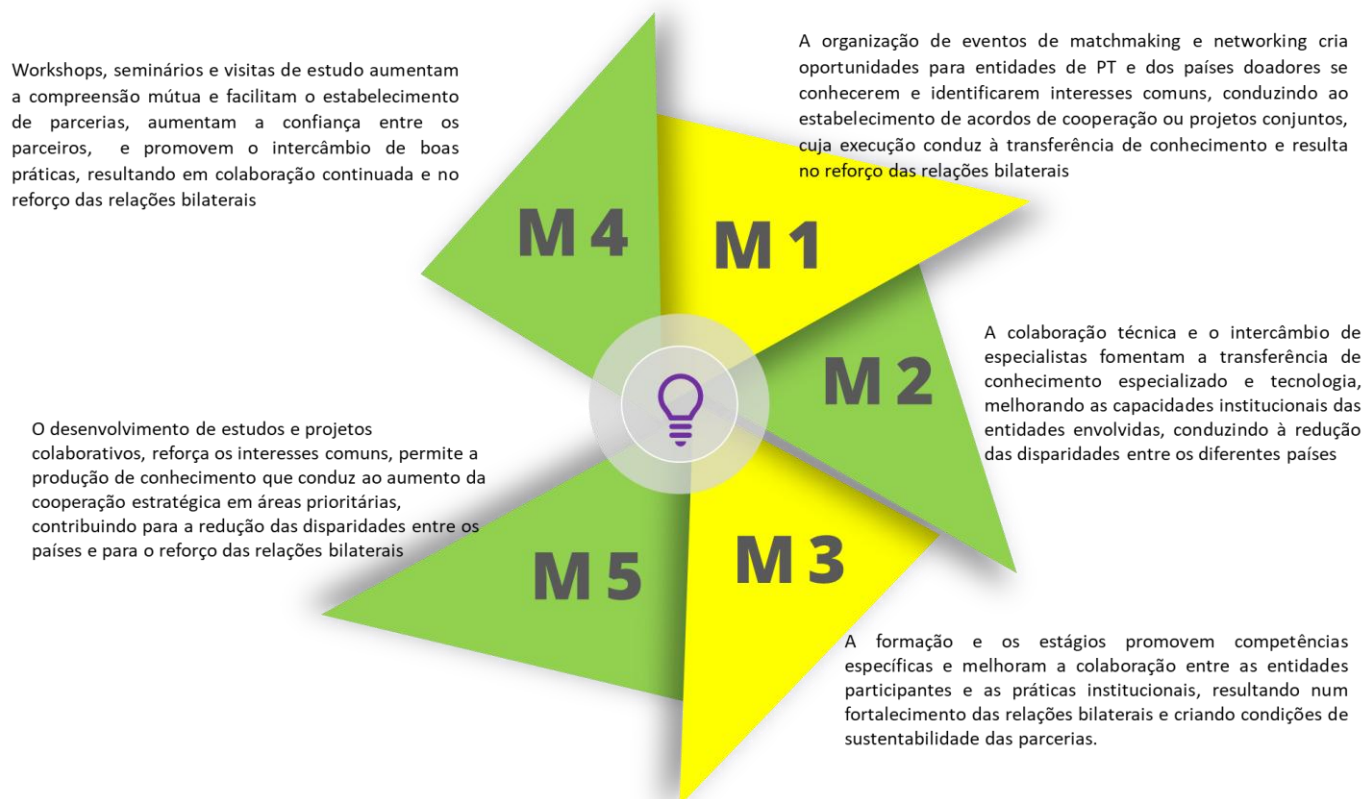 Workshops, seminários e visitas de estudo aumentam
a compreensão mútua e facilitam o estabelecimento
de parcerias, aumentam a confiança entre os
parceiros, e promovem o intercâmbio de boas
práticas, resultando em colaboração continuada e no
reforço das relações bilaterais
M 4
A organização de eventos de matchmaking e networking cria
oportunidades para entidades de PT e dos países doadores se
conhecerem e identificarem interesses comuns, conduzindo ao
estabelecimento de acordos de cooperação ou projetos conjuntos,
cuja execução conduz à transferência de conhecimento e resulta
no reforço das relações bilaterais
M 1
A colaboração técnica e o intercâmbio de
especialistas fomentam a transferência de
conhecimento especializado e tecnologia,
melhorando as capacidades institucionais das
entidades envolvidas, conduzindo à redução
das disparidades entre os diferentes países
M 2
O desenvolvimento de estudos e projetos
colaborativos, reforça os interesses comuns, permite a
produção de conhecimento que conduz ao aumento da
cooperação estratégica em áreas prioritárias,
contribuindo para a redução das disparidades entre os
países e para o reforço das relações bilaterais
M 5
M 3
A formação e os estágios promovem competências
específicas e melhoram a colaboração entre as entidades
participantes e as práticas institucionais, resultando num
fortalecimento das relações bilaterais e criando condições de
sustentabilidade das parcerias.